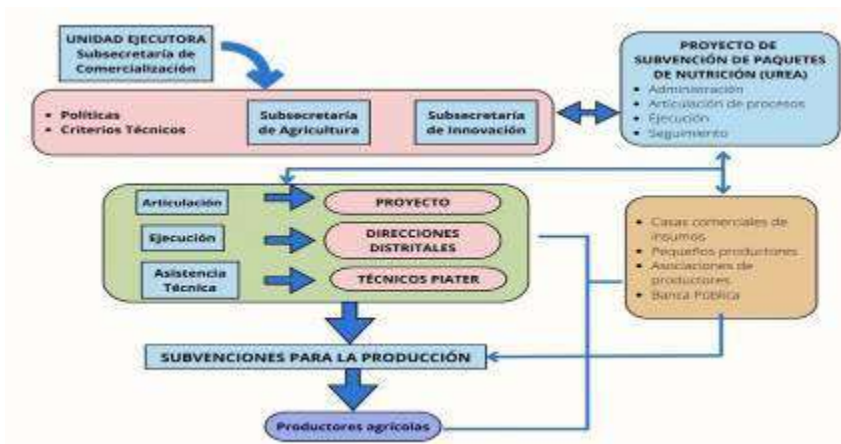 UNIDAD EJECUTORA
Subsecretaría de
Comercialización
PROYECTO DE
SUBVENCIÓN DE PAQUETES
DE NUTRICIÓN (UREA)
• Administración
• Articulación de procesos
• Ejecución
• Seguimiento
• Políticas
• Criterios Técnicos
Subsecretaría
de Agricultura
Subsecretaría
de Innovación
Articulación
PROYECTO
Ejecución
DIRECCIONES
DISTRITALES
Asistencia
Técnica
TÉCNICOS PIATER
• Casas comerciales de
insumos
• Pequeños productores
• Asociaciones de
productores
• Banca Pública
SUBVENCIONES PARA LA PRODUCCIÓN
Productores agrícolas